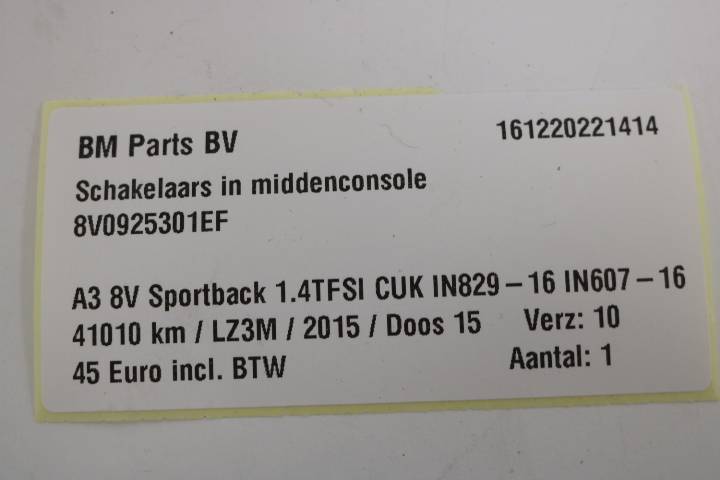 BM Parts BV 161220221414
Schakelaars in middenconsole
8V0925301EF
A3 8V Sportback 1.4TFSI CUK IN829-16 IN607-16
41010 km / LZ3M / 2015 / Doos 15 Verz: 10
45 Euro incl. BTW Aantal: 1